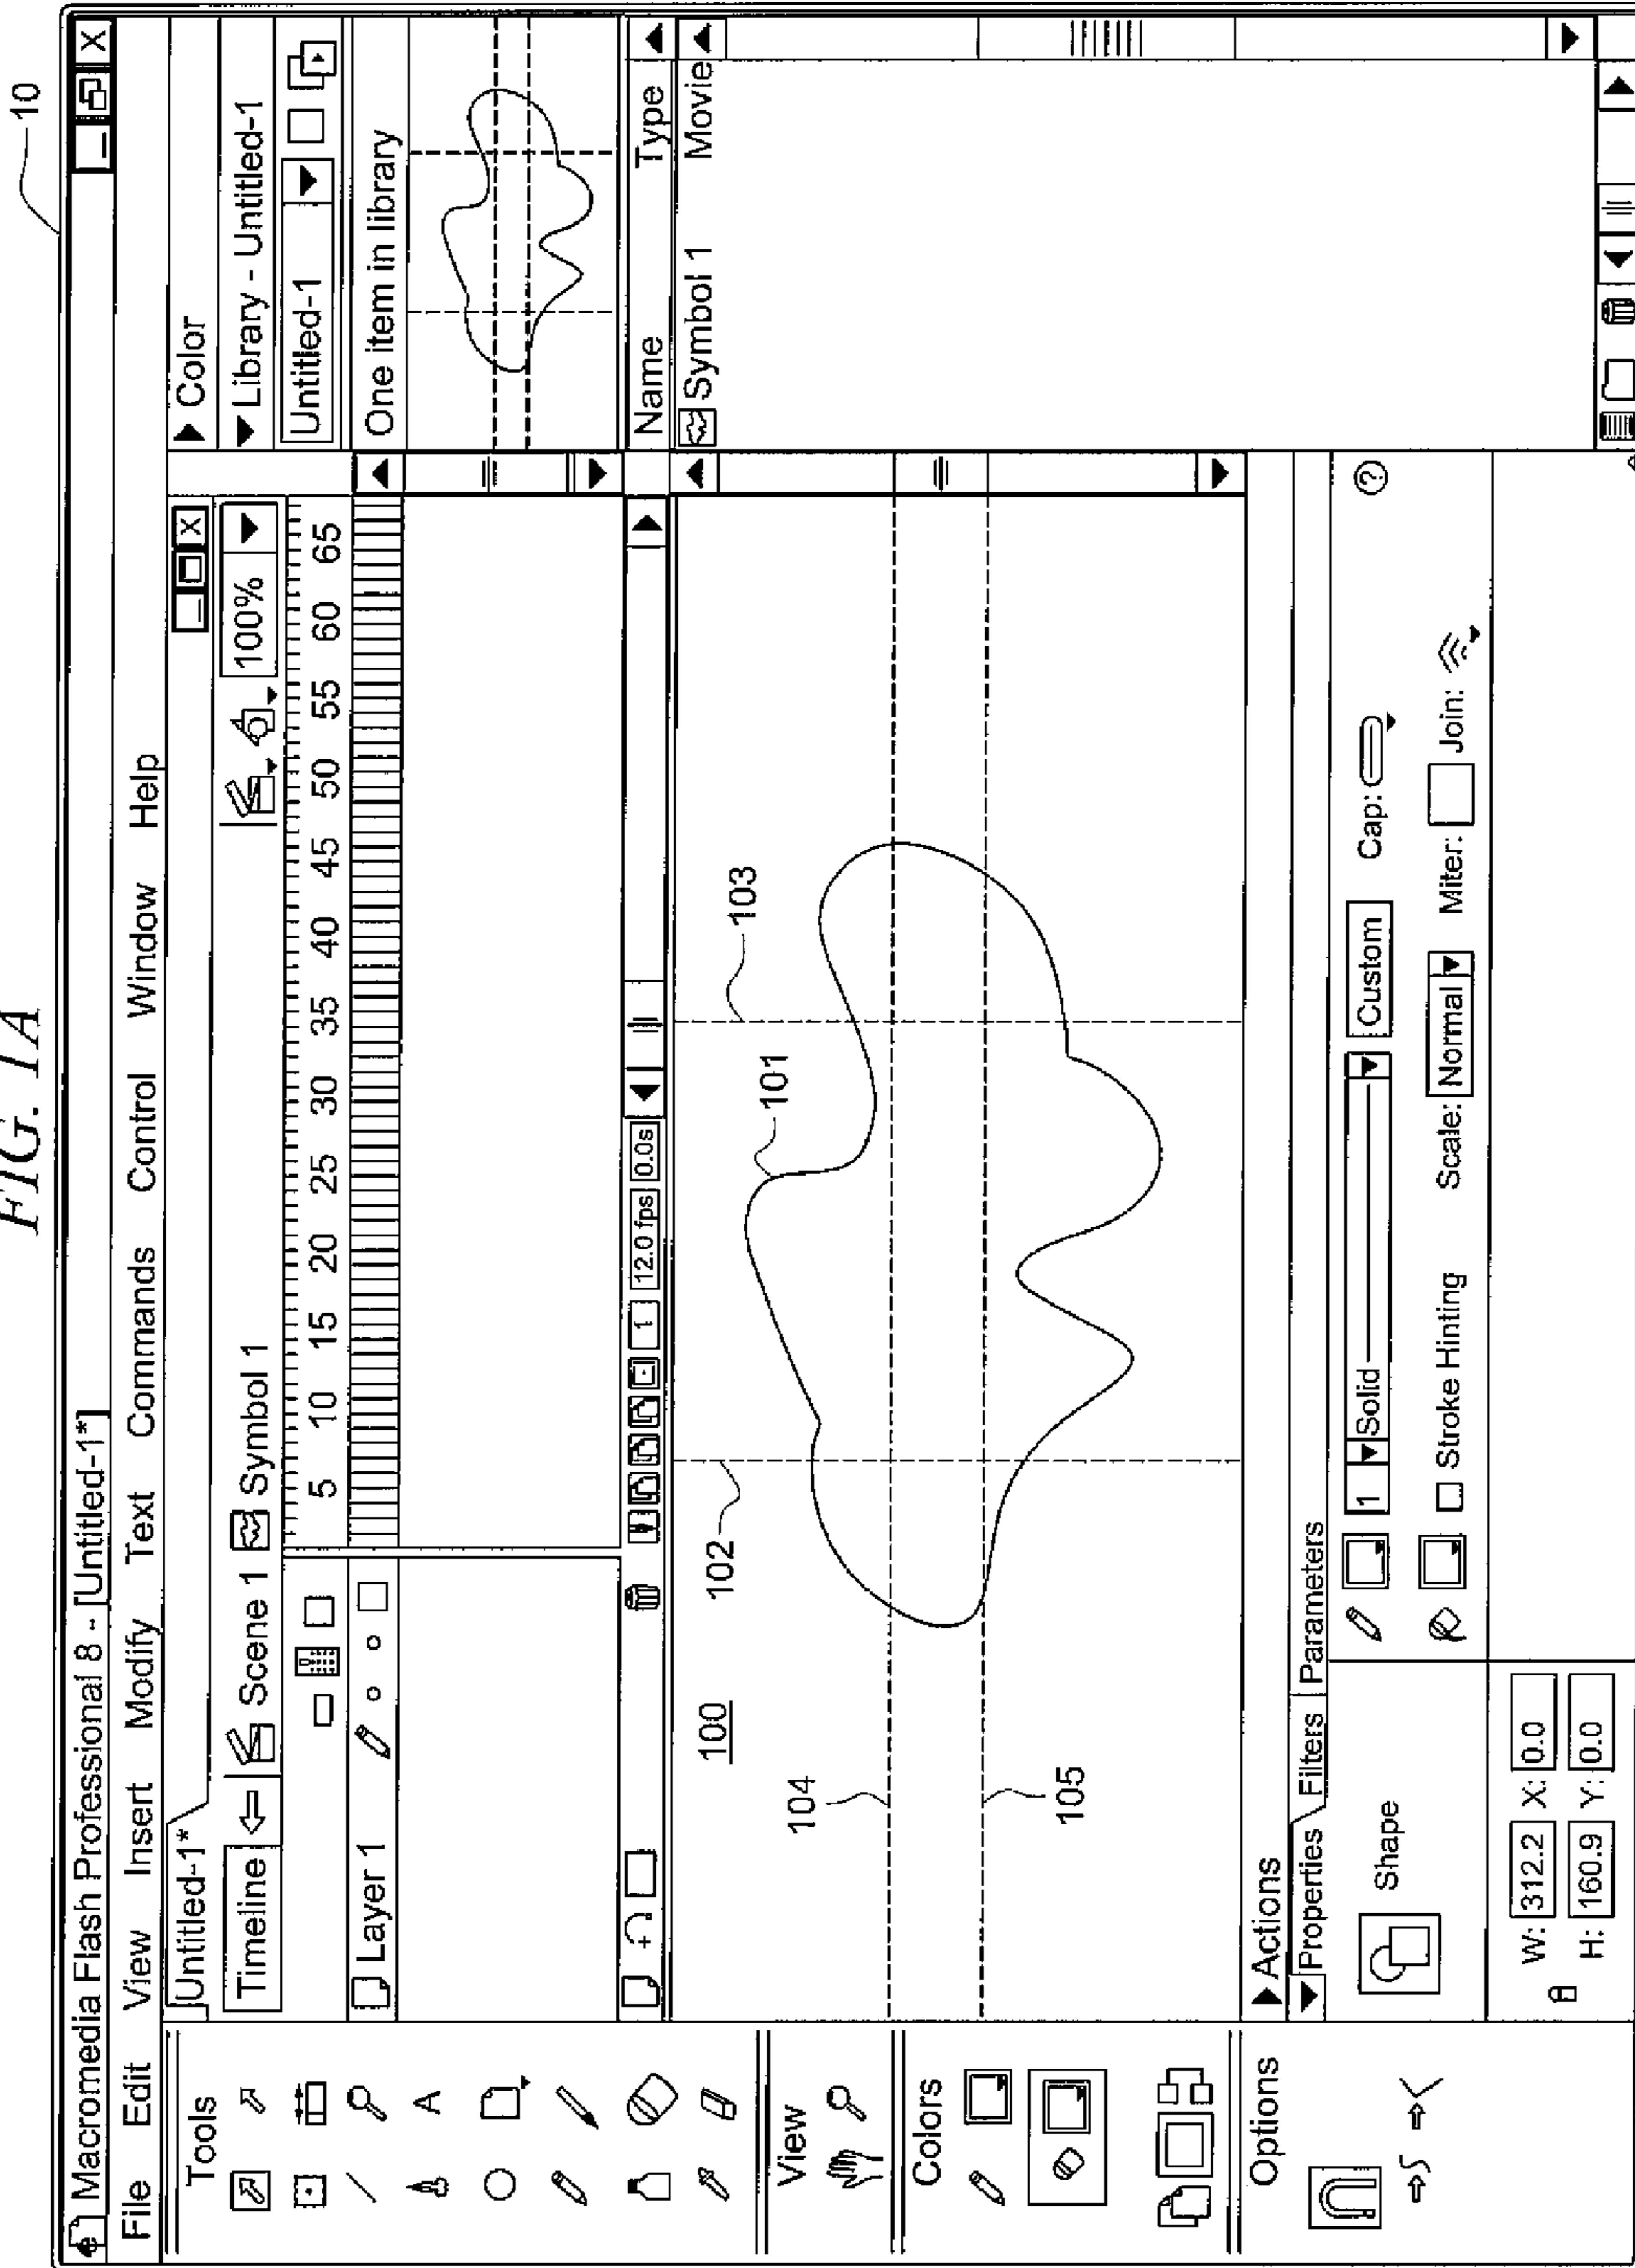 FIG. 1A
10
Macromedia Flash Professional 8 - [Untitled-1*]
File Edit View Insert Modify Text Commands Control Window Help
Tools
A
View
Colors
Options
Untitled-1*
Timeline Scene 1 Symbol 1 100%
5 10 15 20 25 30 35 40 45 50 55 60 65
Layer 1
1 12.0 fps 0.0s
100
101
102
103
104
105
Actions
Properties Filters Parameters
Shape
1 Solid Custom Cap:
Stroke Hinting Scale: Normal Miter: Join:
W: 312.2 X: 0.0
H: 160.9 Y: 0.0
Color
Library - Untitled-1
Untitled-1
One item in library
Name Type
Symbol 1 Movie